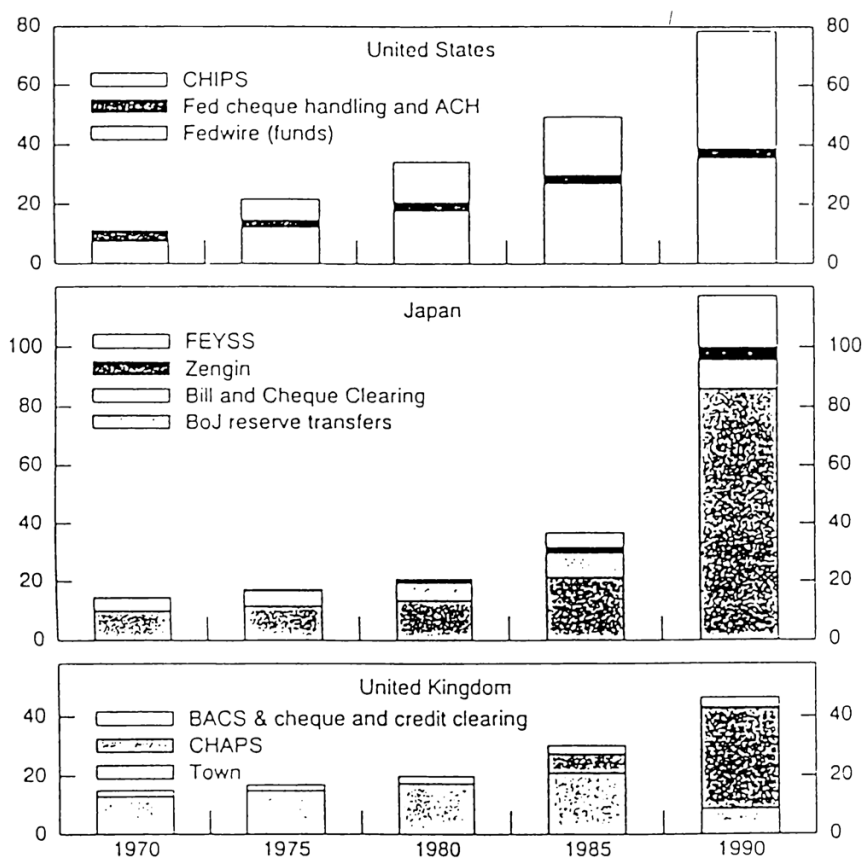 United States
80 80
CHIPS
60 60
Fed cheque handling and ACH
Fedwire (funds)
40 40
20 20
0 0
Japan
FEYSS
100 100
Zengin
Bill and Cheque Clearing
80 80
BoJ reserve transfers
60 60
40 40
20 20
0 0
United Kingdom
BACS & cheque and credit clearing
40 40
CHAPS
Town
20 20
0 0
1970 1975 1980 1985 1990